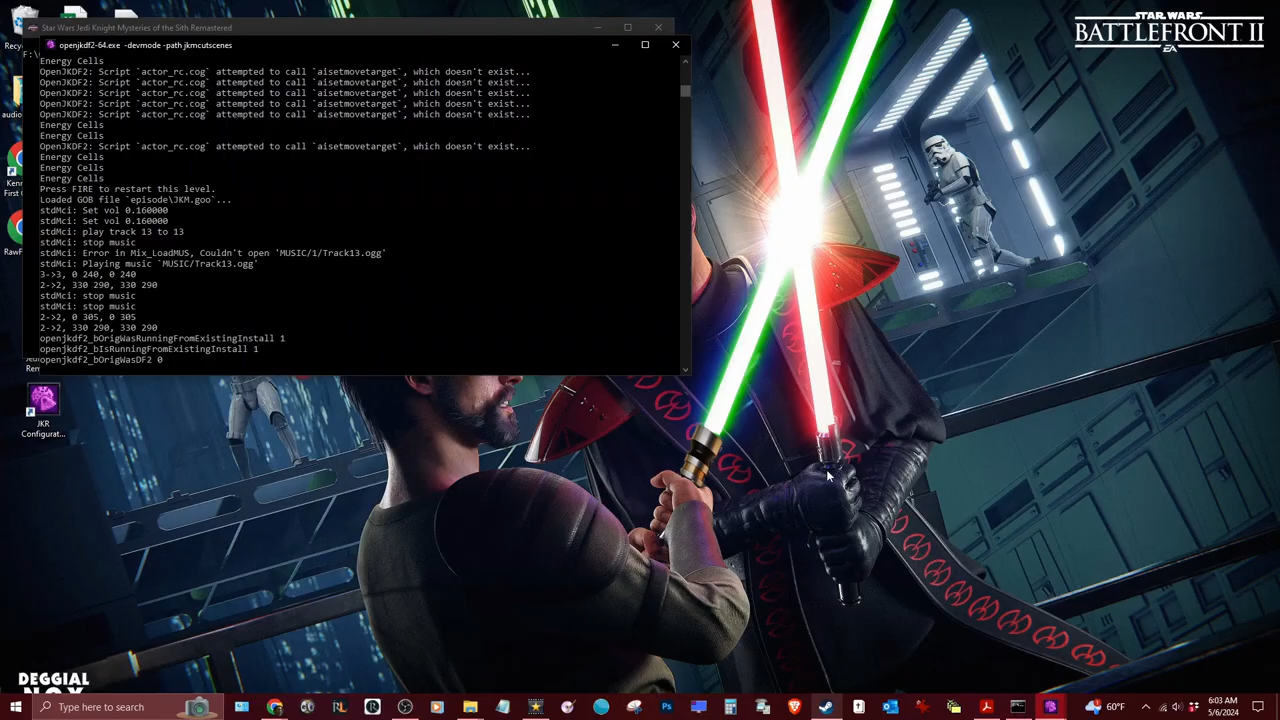 Star Wars Jedi Knight Mysteries of the Sith Remastered
STAR WARS
BATTLEFRONT II
EA
openjkdf2-64.exe -devmode -path jkmcutscenes
Energy Cells
OpenJKDF2: Script `actor_rc.cog` attempted to call `aisetmovetarget`, which doesn't exist...
OpenJKDF2: Script `actor_rc.cog` attempted to call `aisetmovetarget`, which doesn't exist...
OpenJKDF2: Script `actor_rc.cog` attempted to call `aisetmovetarget`, which doesn't exist...
OpenJKDF2: Script `actor_rc.cog` attempted to call `aisetmovetarget`, which doesn't exist...
OpenJKDF2: Script `actor_rc.cog` attempted to call `aisetmovetarget`, which doesn't exist...
Energy Cells
Energy Cells
OpenJKDF2: Script `actor_rc.cog` attempted to call `aisetmovetarget`, which doesn't exist...
Energy Cells
Energy Cells
Energy Cells
Press FIRE to restart this level.
Loaded GOB file `episode\JKM.goo`...
stdMci: Set vol 0.160000
stdMci: Set vol 0.160000
stdMci: play track 13 to 13
stdMci: stop music
stdMci: Error in Mix_LoadMUS, Couldn't open 'MUSIC/1/Track13.ogg'
stdMci: Playing music `MUSIC/Track13.ogg'
3->3, 0 240, 0 240
2->2, 330 290, 330 290
stdMci: stop music
stdMci: stop music
2->2, 0 305, 0 305
2->2, 330 290, 330 290
openjkdf2_bOrigWasRunningFromExistingInstall 1
openjkdf2_bIsRunningFromExistingInstall 1
openjkdf2_bOrigWasDF2 0
JKR
Configurat...
DEGGIAL
NOX
Type here to search
60°F
6:03 AM
5/6/2024